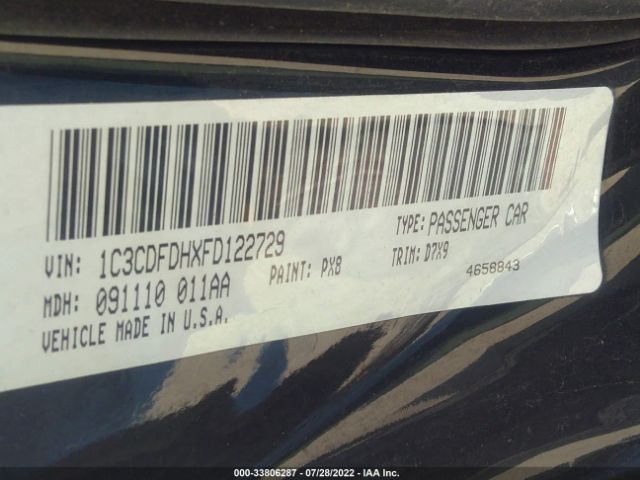 VIN: 1C3CDFDHXFD122729 TYPE: PASSENGER CAR
MDH: 091110 011AA PAINT: PX8 TRIM: D7X9
VEHICLE MADE IN U.S.A. 4658843
000-33806287 - 07/28/2022 - IAA Inc.